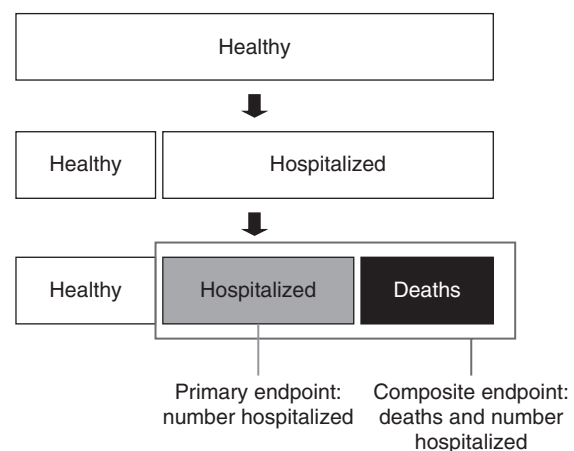 Healthy
Healthy
Hospitalized
Healthy
Hospitalized
Deaths
Primary endpoint:
number hospitalized
Composite endpoint:
deaths and number
hospitalized